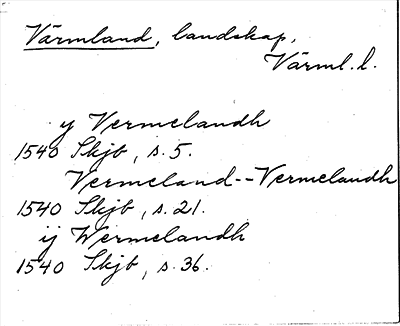 Värmland, landskap,
Värml. l.
y Vermelandh
1540 Skjb, s. 5.
Vermeland--Vermelandh
1540 Skjb, s. 21.
ij Wermelandh
1540 Skjb, s. 36.